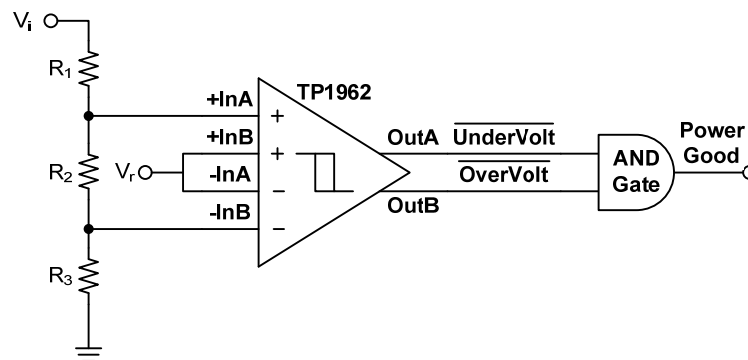 Vi
R1
R2
R3
Vr
+InA
+InB
-InA
-InB
TP1962
OutA
OutB
UnderVolt
OverVolt
AND
Gate
Power
Good